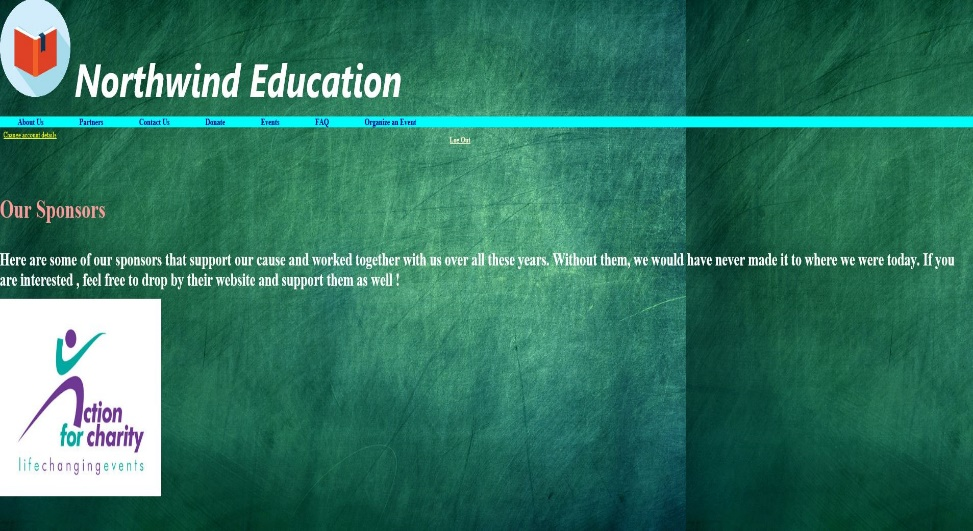 Northwind Education
About Us Partners Contact Us Donate Events FAQ Organize an Event
Change account details
Log Out
Our Sponsors
Here are some of our sponsors that support our cause and worked together with us over all these years. Without them, we would have never made it to where we were today. If you
are interested , feel free to drop by their website and support them as well !
Action
for charity
lifechangingevents